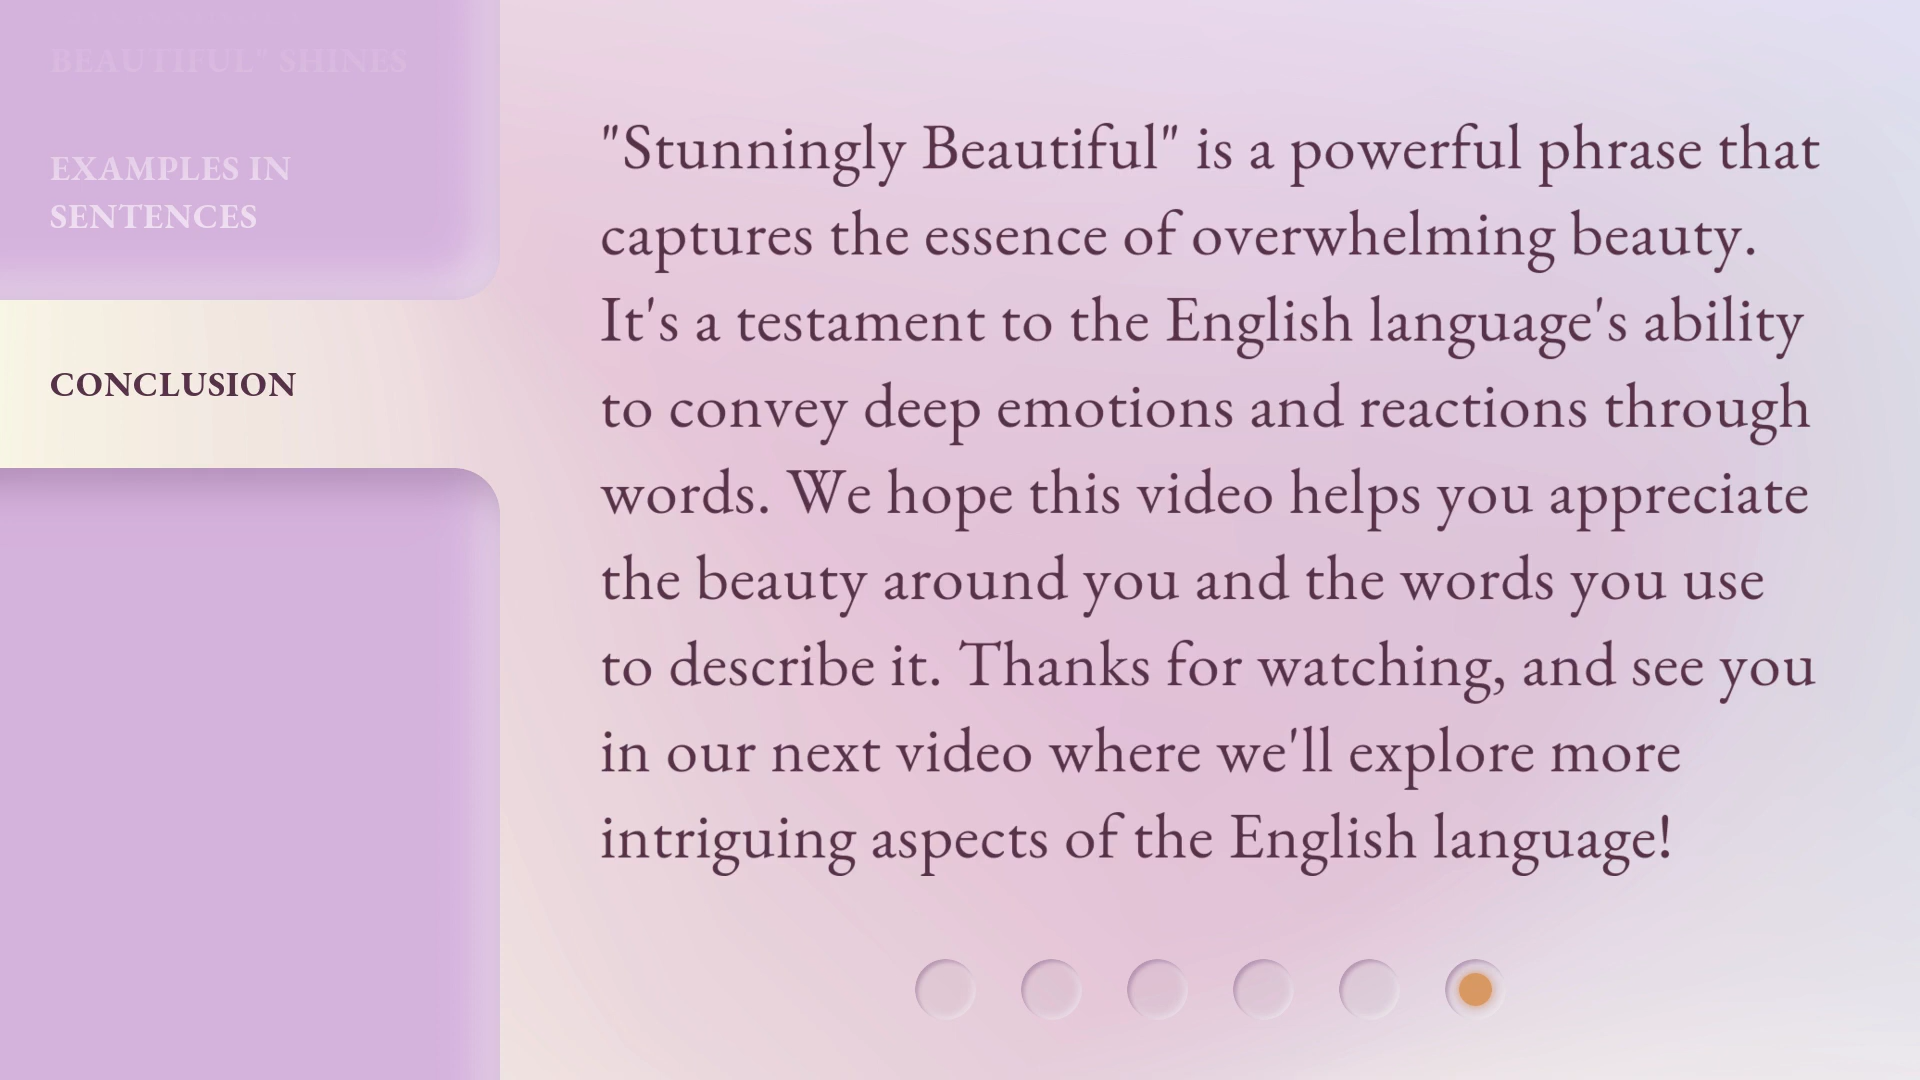 BEAUTIFUL" SHINES
EXAMPLES IN
SENTENCES
CONCLUSION
"Stunningly Beautiful" is a powerful phrase that
captures the essence of overwhelming beauty.
It's a testament to the English language's ability
to convey deep emotions and reactions through
words. We hope this video helps you appreciate
the beauty around you and the words you use
to describe it. Thanks for watching, and see you
in our next video where we'll explore more
intriguing aspects of the English language!